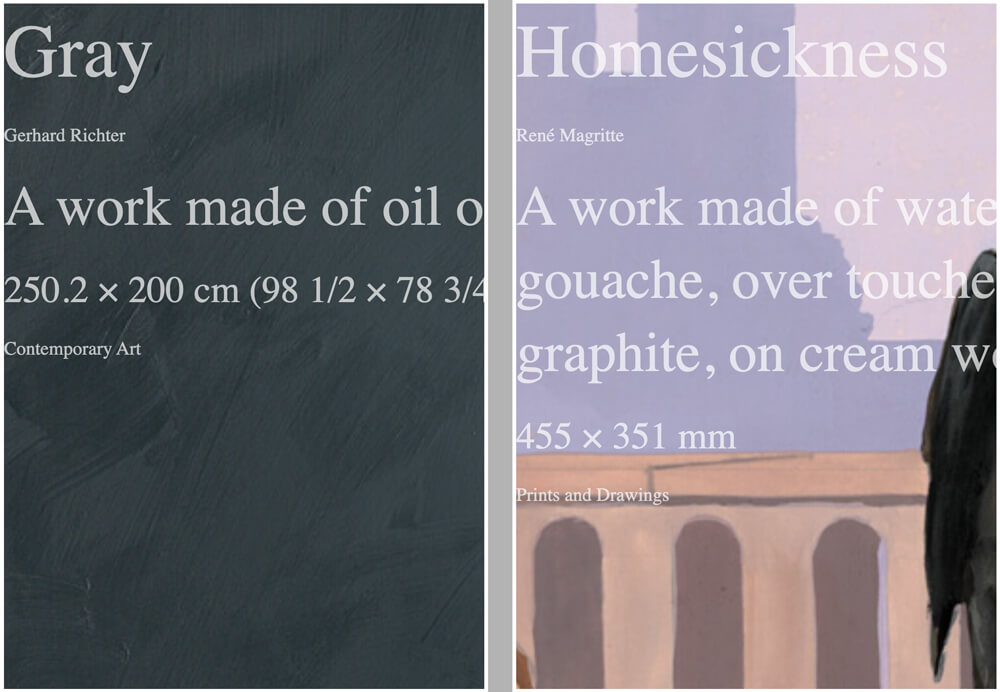 Gray
Gerhard Richter
A work made of oil o
250.2 × 200 cm (98 1/2 × 78 3/4
Contemporary Art
Homesickness
René Magritte
A work made of wate
gouache, over touche
graphite, on cream wo
455 × 351 mm
Prints and Drawings